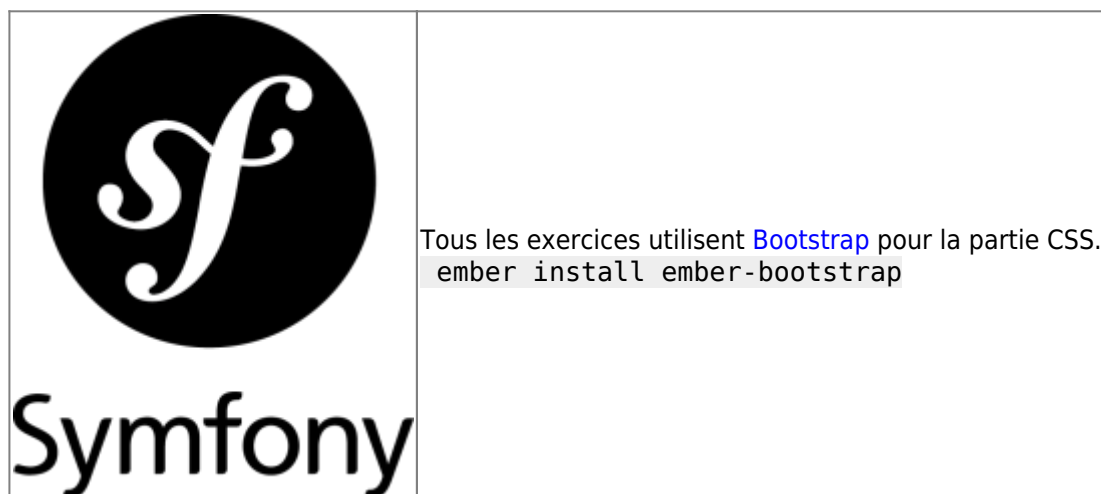 sf
Symfony
Tous les exercices utilisent Bootstrap pour la partie CSS.
ember install ember-bootstrap